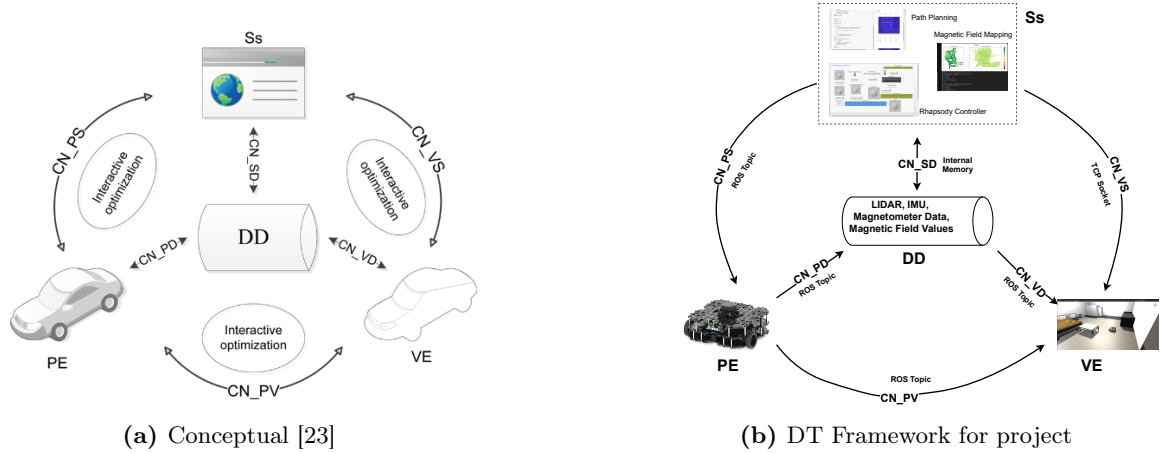 Ss
CN_PS
CN_VS
CN_SD
Interactive
optimization
Interactive
optimization
DD
CN_PD
CN_VD
PE
VE
Interactive
optimization
CN_PV
(a) Conceptual [23]
Path Planning
Ss
Magnetic Field Mapping
Rhapsody Controller
CN_PS
ROS Topic
CN_SD
Internal
Memory
CN_VS
TCP Socket
LIDAR, IMU,
Magnetometer Data,
Magnetic Field Values
DD
CN_PD
ROS Topic
CN_VD
ROS Topic
PE
VE
ROS Topic
CN_PV
(b) DT Framework for project